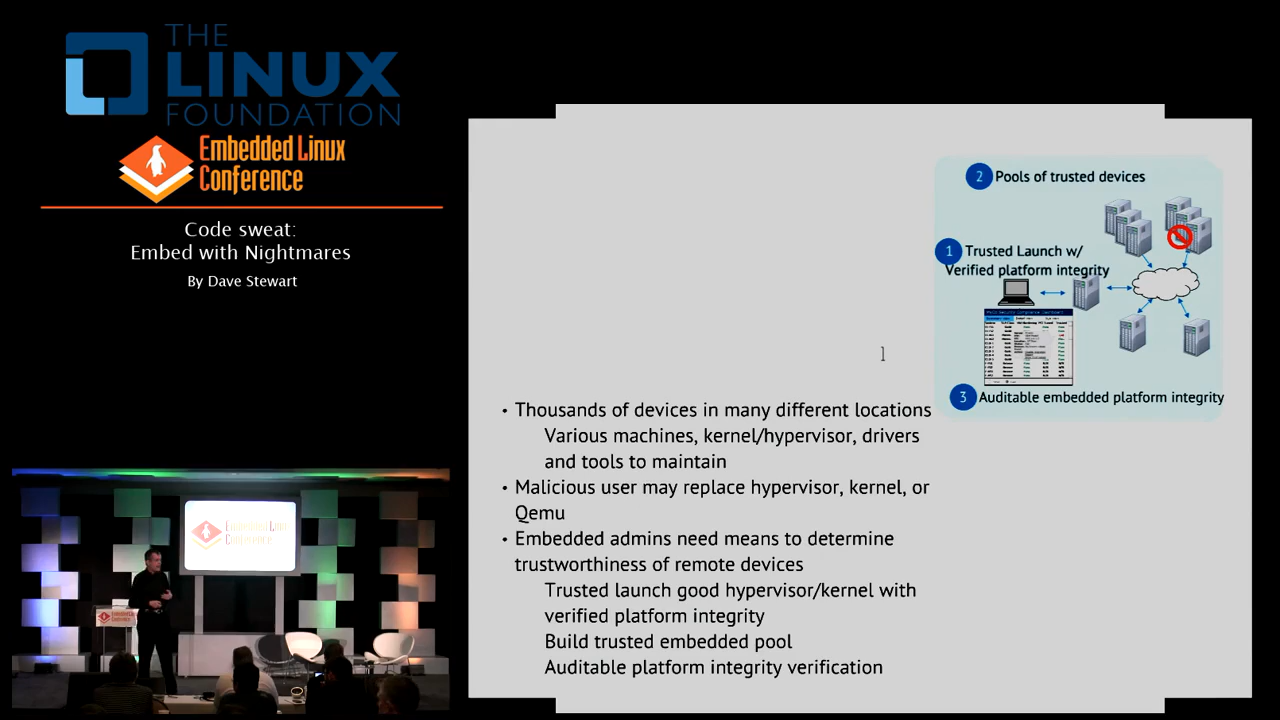 THE
LINUX
FOUNDATION
Embedded Linux
Conference
Code sweat:
Embed with Nightmares
By Dave Stewart
2 Pools of trusted devices
1 Trusted Launch w/
Verified platform integrity
3 Auditable embedded platform integrity
1
• Thousands of devices in many different locations
Various machines, kernel/hypervisor, drivers
and tools to maintain
• Malicious user may replace hypervisor, kernel, or
Qemu
• Embedded admins need means to determine
trustworthiness of remote devices
Trusted launch good hypervisor/kernel with
verified platform integrity
Build trusted embedded pool
Auditable platform integrity verification
Embedded Linux
Conference